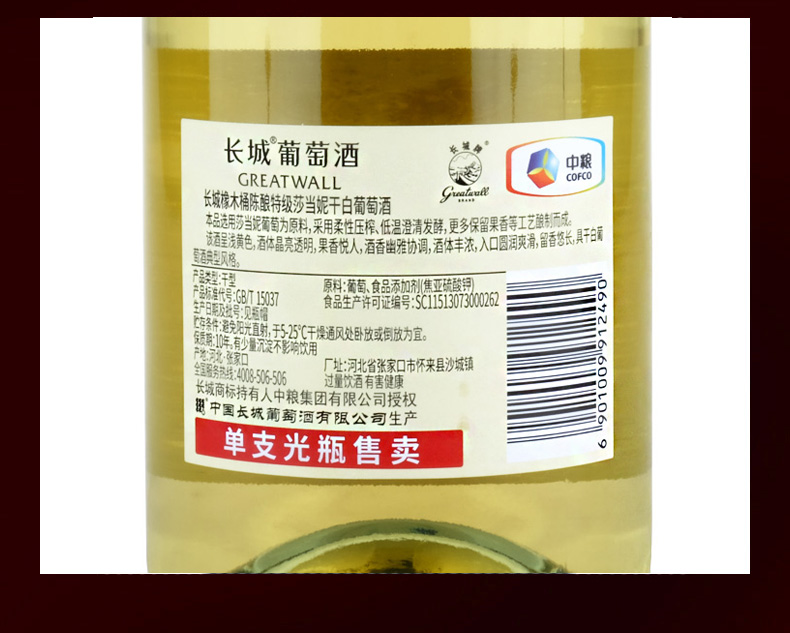 长城®葡萄酒
GREATWALL
长城牌®
Greatwall
BRAND
中粮
COFCO
长城橡木桶陈酿特级莎当妮干白葡萄酒
本品选用莎当妮葡萄为原料,采用柔性压榨、低温澄清发酵,更多保留果香等工艺酿制而成。
该酒呈浅黄色,酒体晶亮透明,果香悦人,酒香幽雅协调,酒体丰浓,入口圆润爽滑,留香悠长,具干白葡
萄酒典型风格。
产品类型:干型
原料:葡萄、食品添加剂(焦亚硫酸钾)
产品标准代号:GB/T 15037
食品生产许可证编号:SC11513073000262
生产日期及批号:见瓶帽
贮存条件:避免阳光直射,于5-25℃干燥通风处卧放或倒放为宜。
保质期:10年,有少量沉淀不影响饮用
产地:河北·张家口
厂址:河北省张家口市怀来县沙城镇
全国服务热线:4008-506-506
过量饮酒 有害健康
长城商标持有人中粮集团有限公司授权
中国长城葡萄酒有限公司生产
单支光瓶售卖
6901009912490